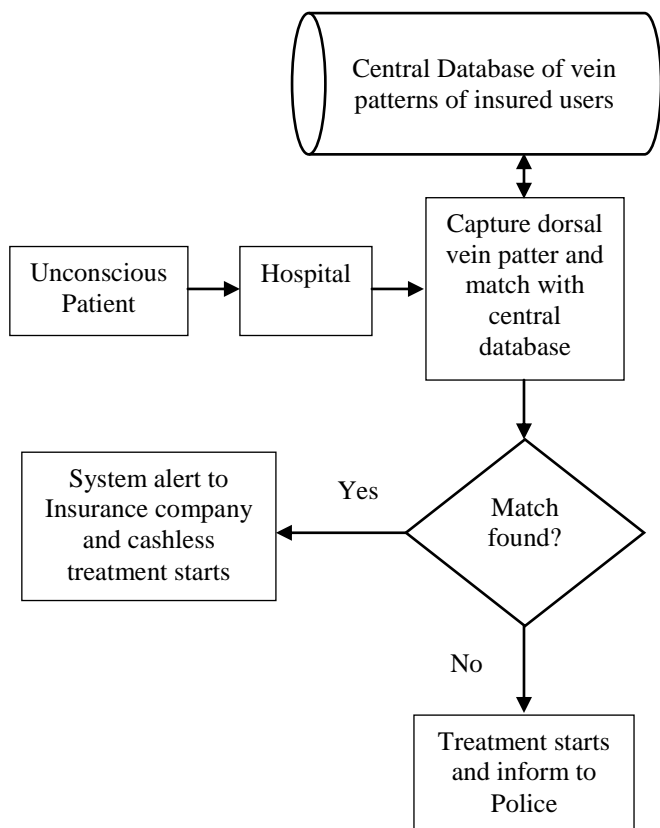 Central Database of vein
patterns of insured users
Capture dorsal
vein patter and
match with
central
database
Unconscious
Patient
Hospital
System alert to
Insurance company
and cashless
treatment starts
Yes
Match
found?
No
Treatment starts
and inform to
Police